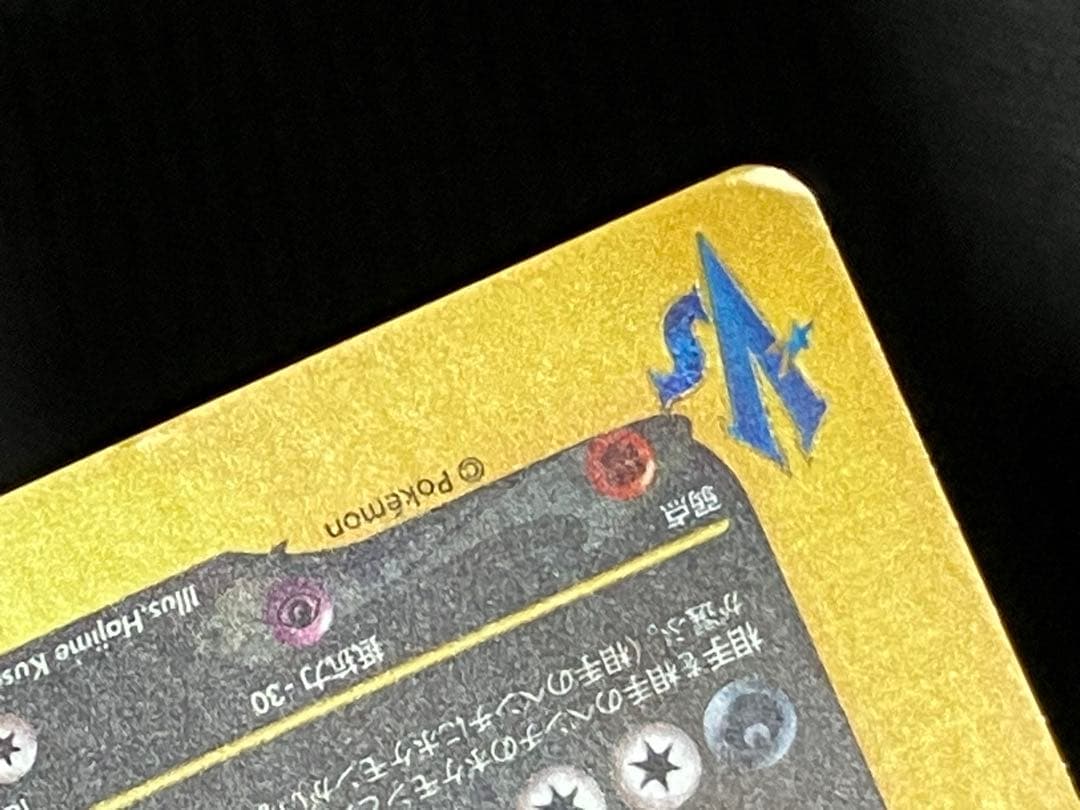 相手を相手のベンチのポケモンと
が選ぶ。(相手のベンチにポケモンがい
弱点 抵抗力 -30 Illus.Hajime
© Pokémon
VS